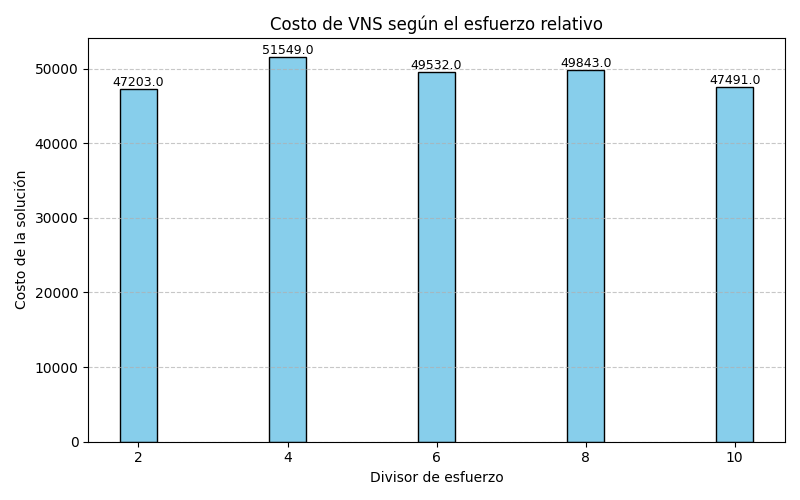 Costo de VNS según el esfuerzo relativo
Costo de la solución
50000
40000
30000
20000
10000
0
47203.0
51549.0
49532.0
49843.0
47491.0
2 4 6 8 10
Divisor de esfuerzo